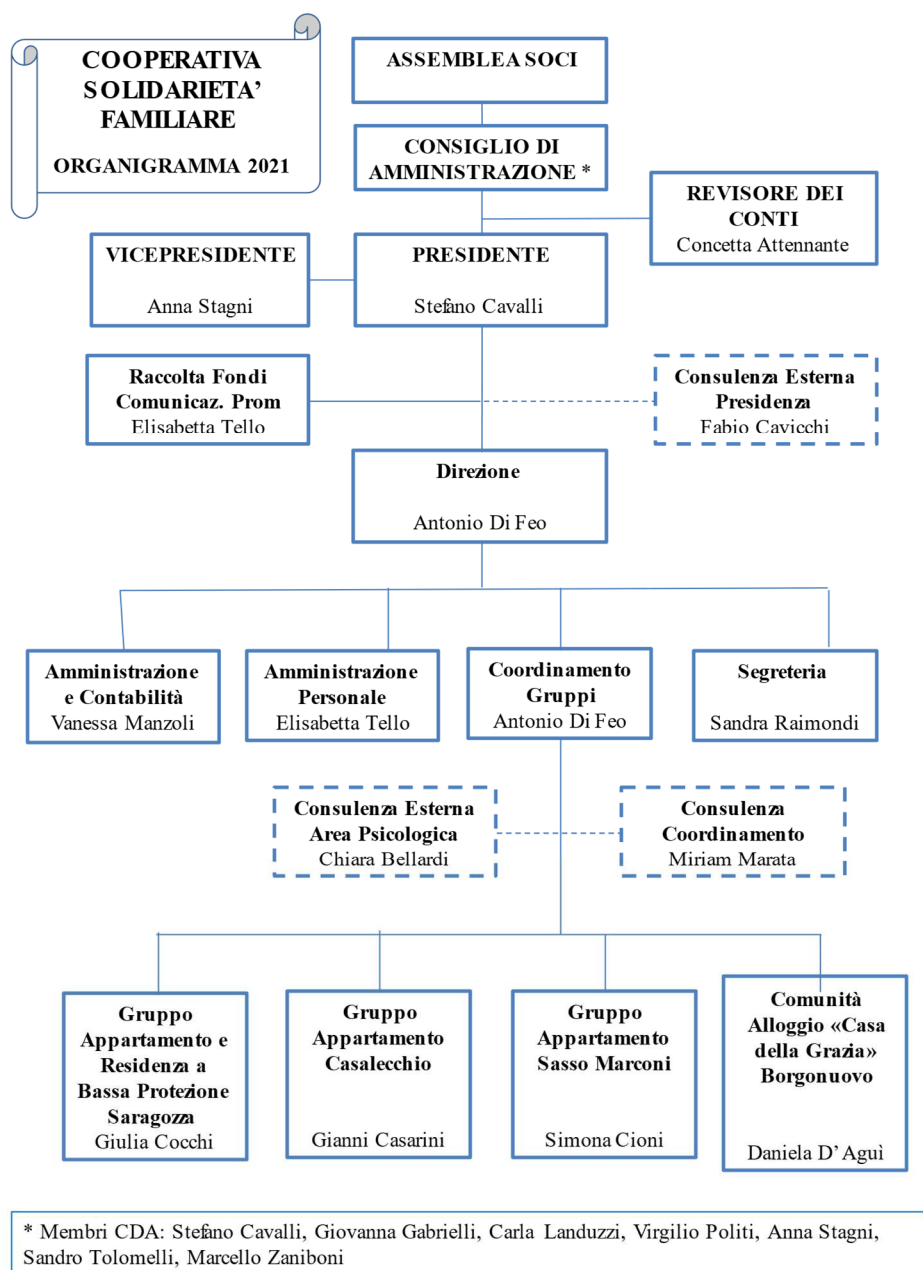 COOPERATIVA
SOLIDARIETA’
FAMILIARE
ORGANIGRAMMA 2021
ASSEMBLEA SOCI
CONSIGLIO DI
AMMINISTRAZIONE *
REVISORE DEI
CONTI
Concetta Attennante
VICEPRESIDENTE
Anna Stagni
PRESIDENTE
Stefano Cavalli
Raccolta Fondi
Comunicaz. Prom
Elisabetta Tello
Consulenza Esterna
Presidenza
Fabio Cavicchi
Direzione
Antonio Di Feo
Amministrazione
e Contabilità
Vanessa Manzoli
Amministrazione
Personale
Elisabetta Tello
Coordinamento
Gruppi
Antonio Di Feo
Segreteria
Sandra Raimondi
Consulenza Esterna
Area Psicologica
Chiara Bellardi
Consulenza
Coordinamento
Miriam Marata
Gruppo
Appartamento e
Residenza a
Bassa Protezione
Saragozza
Giulia Cocchi
Gruppo
Appartamento
Casalecchio
Gianni Casarini
Gruppo
Appartamento
Sasso Marconi
Simona Cioni
Comunità
Alloggio «Casa
della Grazia»
Borgonuovo
Daniela D’Aguì
* Membri CDA: Stefano Cavalli, Giovanna Gabrielli, Carla Landuzzi, Virgilio Politi, Anna Stagni,
Sandro Tolomelli, Marcello Zaniboni